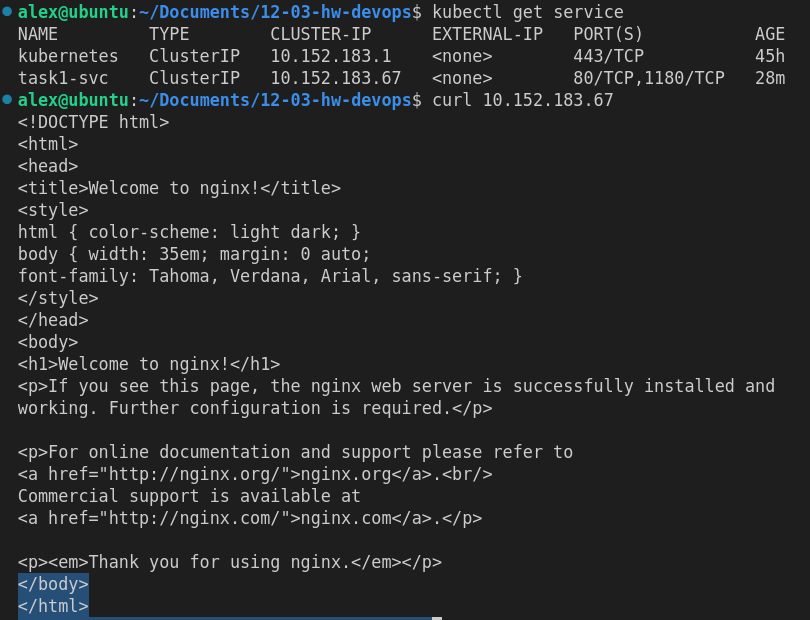 alex@ubuntu:~/Documents/12-03-hw-devops$ kubectl get service
NAME         TYPE        CLUSTER-IP      EXTERNAL-IP   PORT(S)           AGE
kubernetes   ClusterIP   10.152.183.1    <none>        443/TCP           45h
task1-svc    ClusterIP   10.152.183.67   <none>        80/TCP,1180/TCP   28m
alex@ubuntu:~/Documents/12-03-hw-devops$ curl 10.152.183.67
<!DOCTYPE html>
<html>
<head>
<title>Welcome to nginx!</title>
<style>
html { color-scheme: light dark; }
body { width: 35em; margin: 0 auto;
font-family: Tahoma, Verdana, Arial, sans-serif; }
</style>
</head>
<body>
<h1>Welcome to nginx!</h1>
<p>If you see this page, the nginx web server is successfully installed and
working. Further configuration is required.</p>

<p>For online documentation and support please refer to
<a href="http://nginx.org/">nginx.org</a>.<br/>
Commercial support is available at
<a href="http://nginx.com/">nginx.com</a>.</p>

<p><em>Thank you for using nginx.</em></p>
</body>
</html>